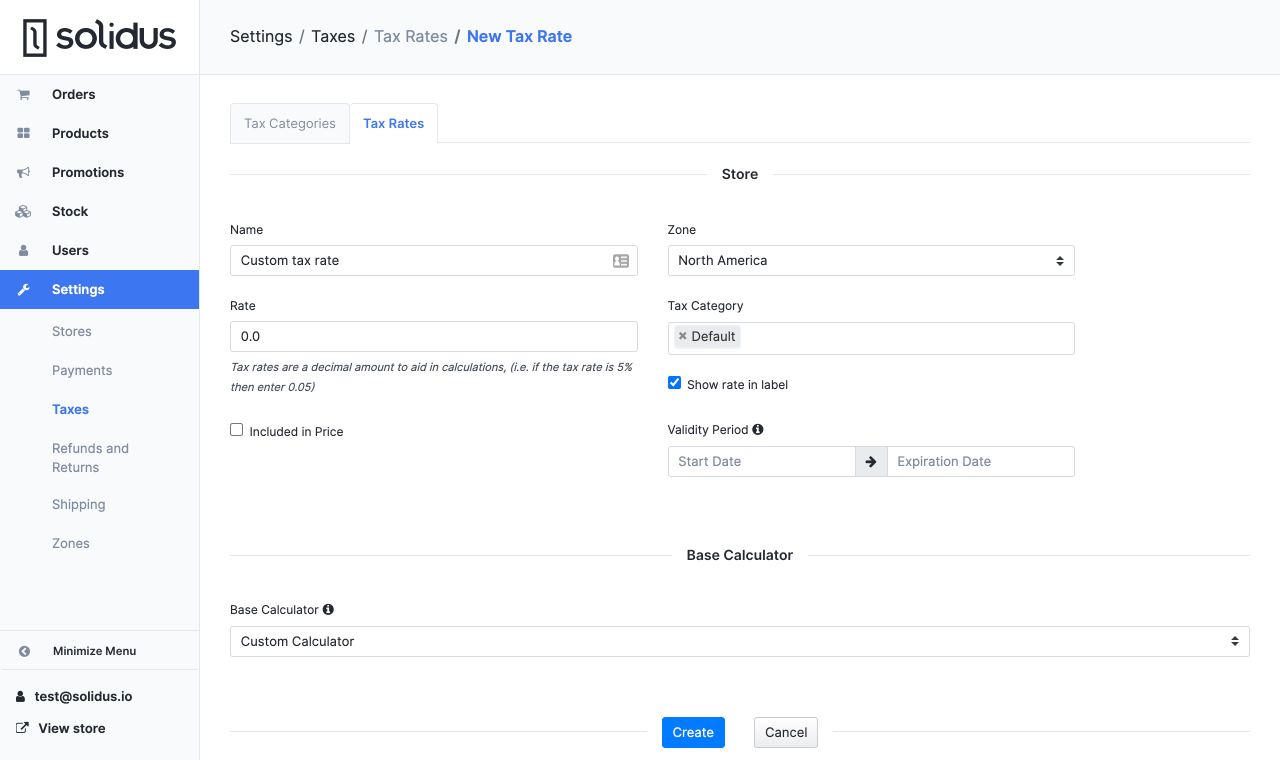 solidus
Settings / Taxes / Tax Rates / New Tax Rate
Orders
Products
Promotions
Stock
Users
Settings
Stores
Payments
Taxes
Refunds and
Returns
Shipping
Zones
Minimize Menu
test@solidus.io
View store
Tax Categories
Tax Rates
Store
Name
Custom tax rate
Zone
North America
Rate
0.0
Tax rates are a decimal amount to aid in calculations, (i.e. if the tax rate is 5%
then enter 0.05)
Tax Category
× Default
Show rate in label
Included in Price
Validity Period
Start Date
Expiration Date
Base Calculator
Base Calculator
Custom Calculator
Create
Cancel